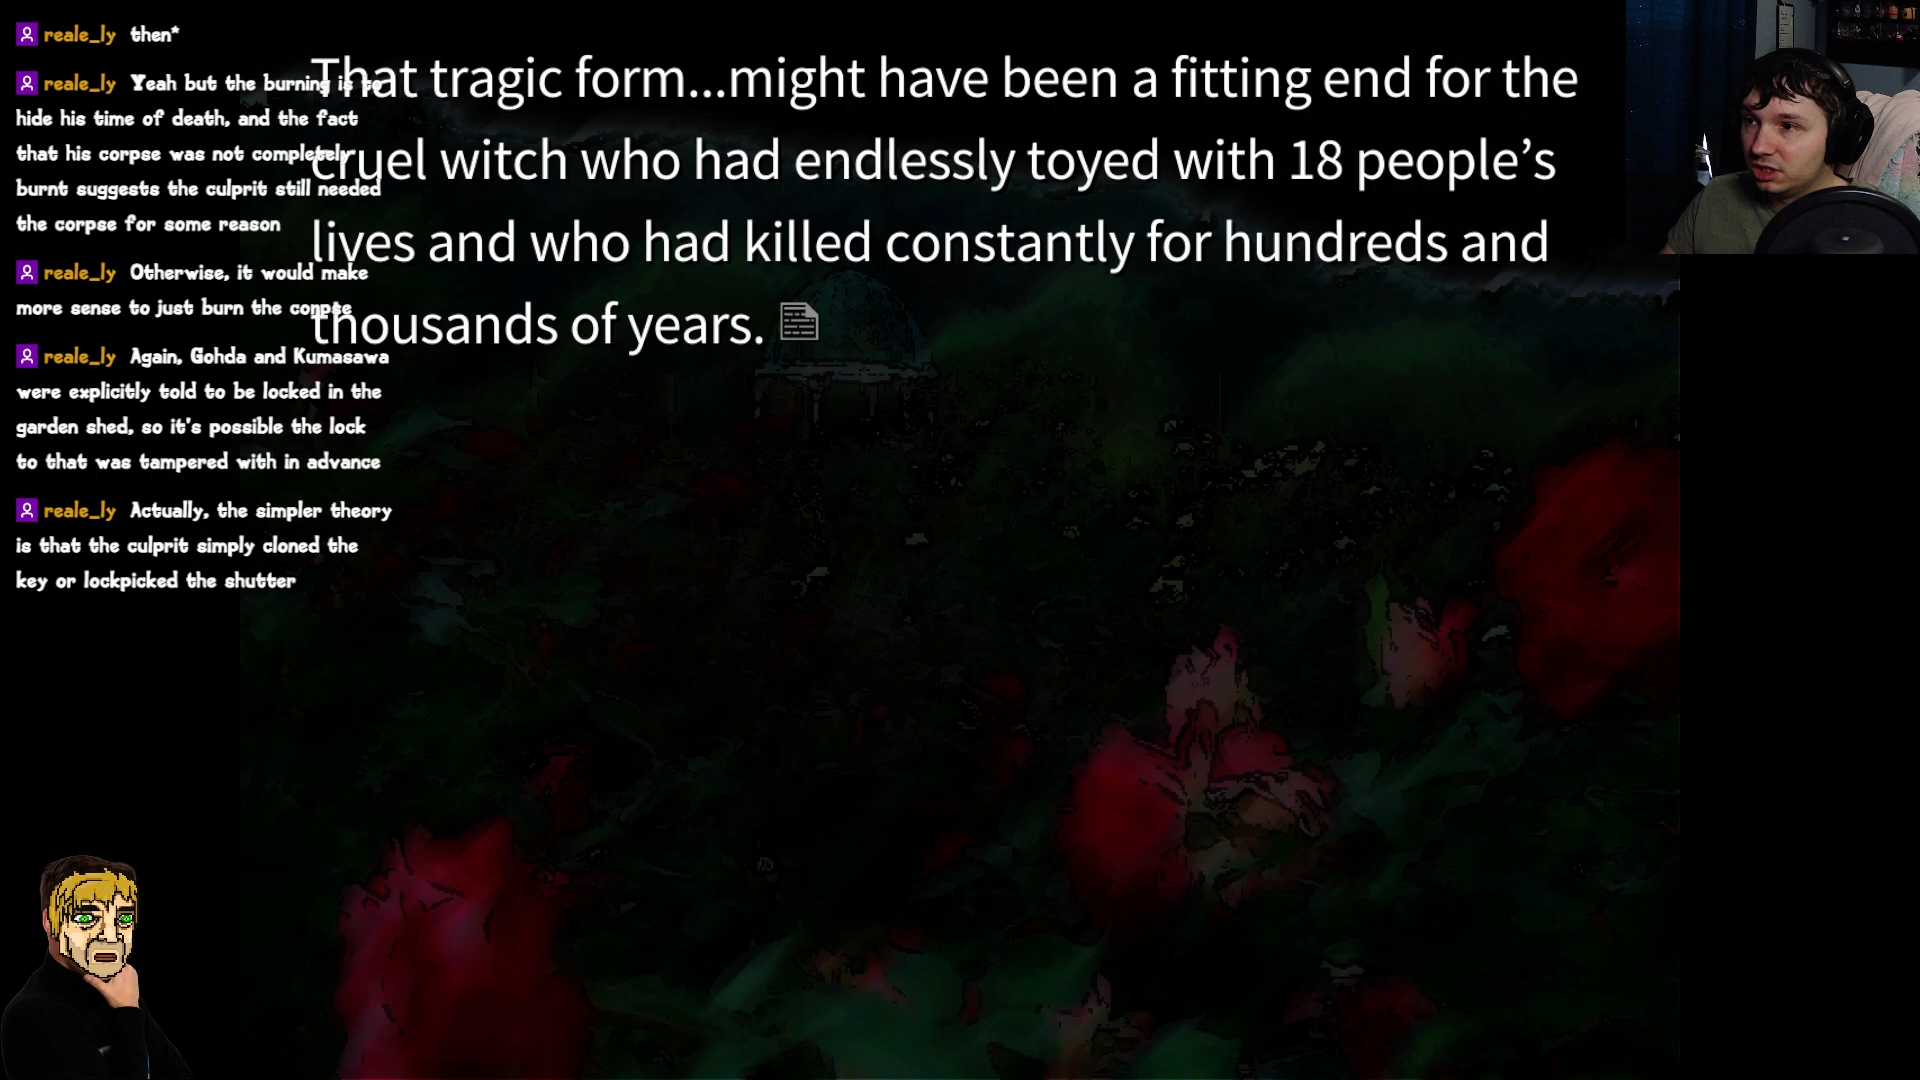 reale_ly then*
reale_ly Yeah but the burning is to
hide his time of death, and the fact
that his corpse was not completely
burnt suggests the culprit still needed
the corpse for some reason
reale_ly Otherwise, it would make
more sense to just burn the corpse
reale_ly Again, Gohda and Kumasawa
were explicitly told to be locked in the
garden shed, so it's possible the lock
to that was tampered with in advance
reale_ly Actually, the simpler theory
is that the culprit simply cloned the
key or lockpicked the shutter
That tragic form...might have been a fitting end for the
cruel witch who had endlessly toyed with 18 people’s
lives and who had killed constantly for hundreds and
thousands of years.